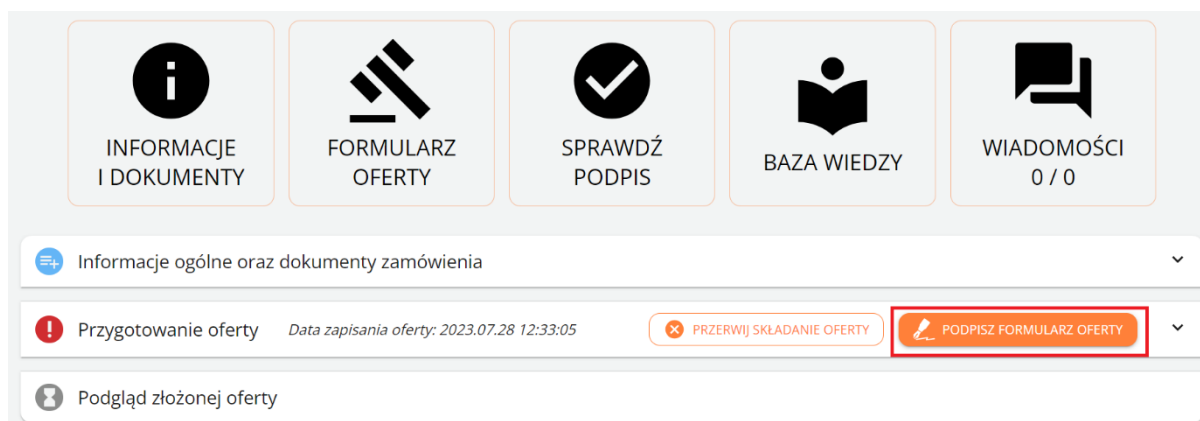 INFORMACJE
I DOKUMENTY
FORMULARZ
OFERTY
SPRAWDŹ
PODPIS
BAZA WIEDZY
WIADOMOŚCI
0 / 0
Informacje ogólne oraz dokumenty zamówienia
Przygotowanie oferty Data zapisania oferty: 2023.07.28 12:33:05 PRZERWIJ SKŁADANIE OFERTY PODPISZ FORMULARZ OFERTY
Podgląd złożonej oferty